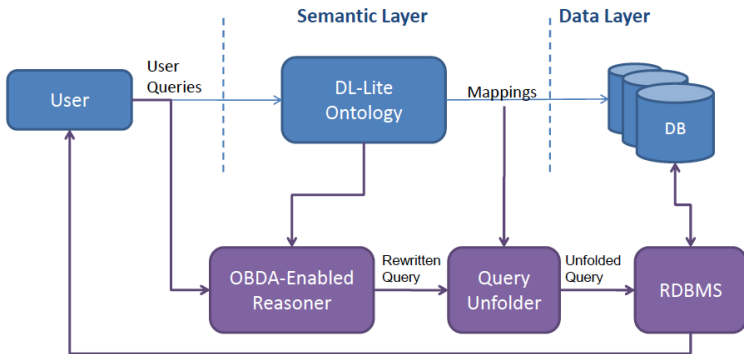 Semantic Layer
Data Layer
User
Queries
User
DL-Lite
Ontology
Mappings
DB
OBDA-Enabled
Reasoner
Rewritten
Query
Query
Unfolder
Unfolded
Query
RDBMS